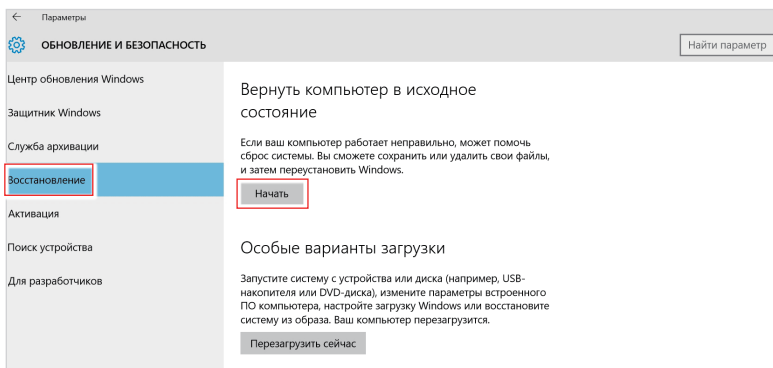 Параметры
ОБНОВЛЕНИЕ И БЕЗОПАСНОСТЬ
Найти параметр
Центр обновления Windows
Защитник Windows
Служба архивации
Восстановление
Активация
Поиск устройства
Для разработчиков
Вернуть компьютер в исходное
состояние
Если ваш компьютер работает неправильно, может помочь
сброс системы. Вы сможете сохранить или удалить свои файлы,
и затем переустановить Windows.
Начать
Особые варианты загрузки
Запустите систему с устройства или диска (например, USB-
накопителя или DVD-диска), измените параметры встроенного
ПО компьютера, настройте загрузку Windows или восстановите
систему из образа. Ваш компьютер перезагрузится.
Перезагрузить сейчас